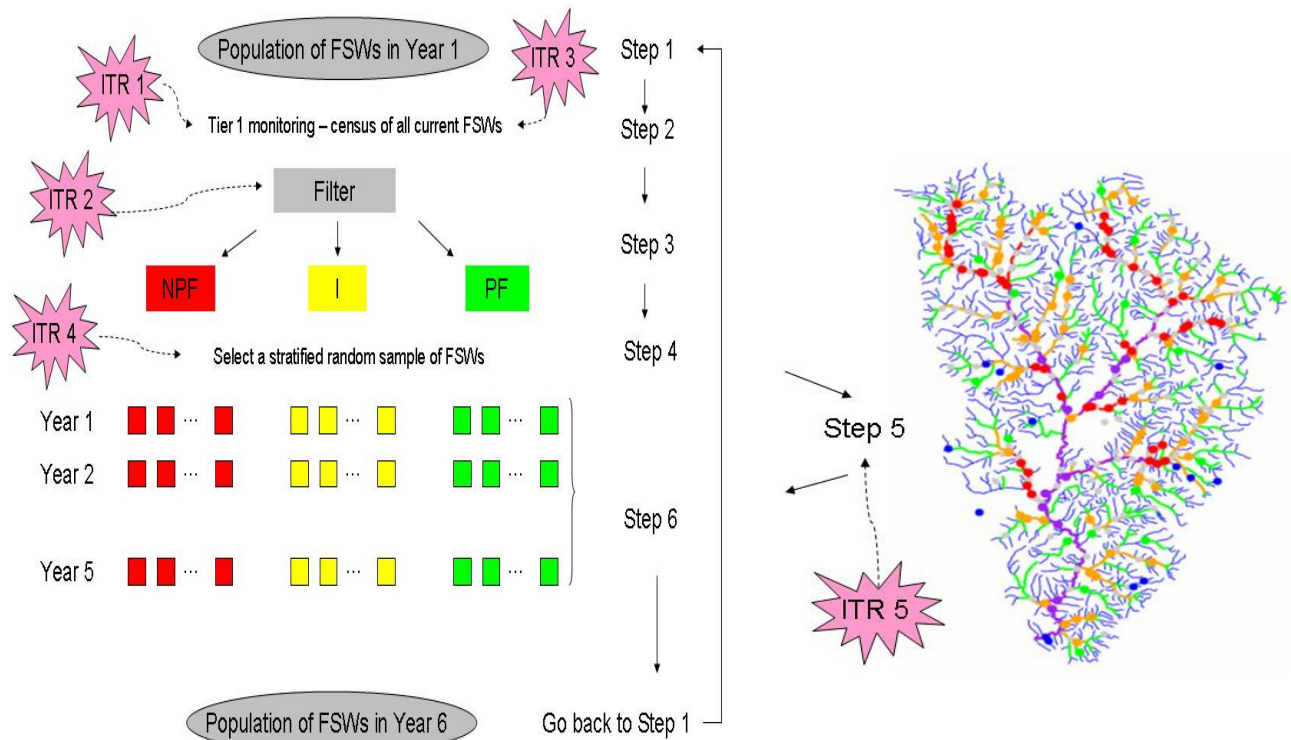 Population of FSWs in Year 1
ITR 3
Step 1
ITR 1
Tier 1 monitoring – census of all current FSWs
Step 2
ITR 2
Filter
Step 3
NPF
I
PF
ITR 4
Select a stratified random sample of FSWs
Step 4
Year 1
...
...
...
Step 5
Year 2
...
...
...
Step 6
Year 5
...
...
...
ITR 5
Population of FSWs in Year 6
Go back to Step 1